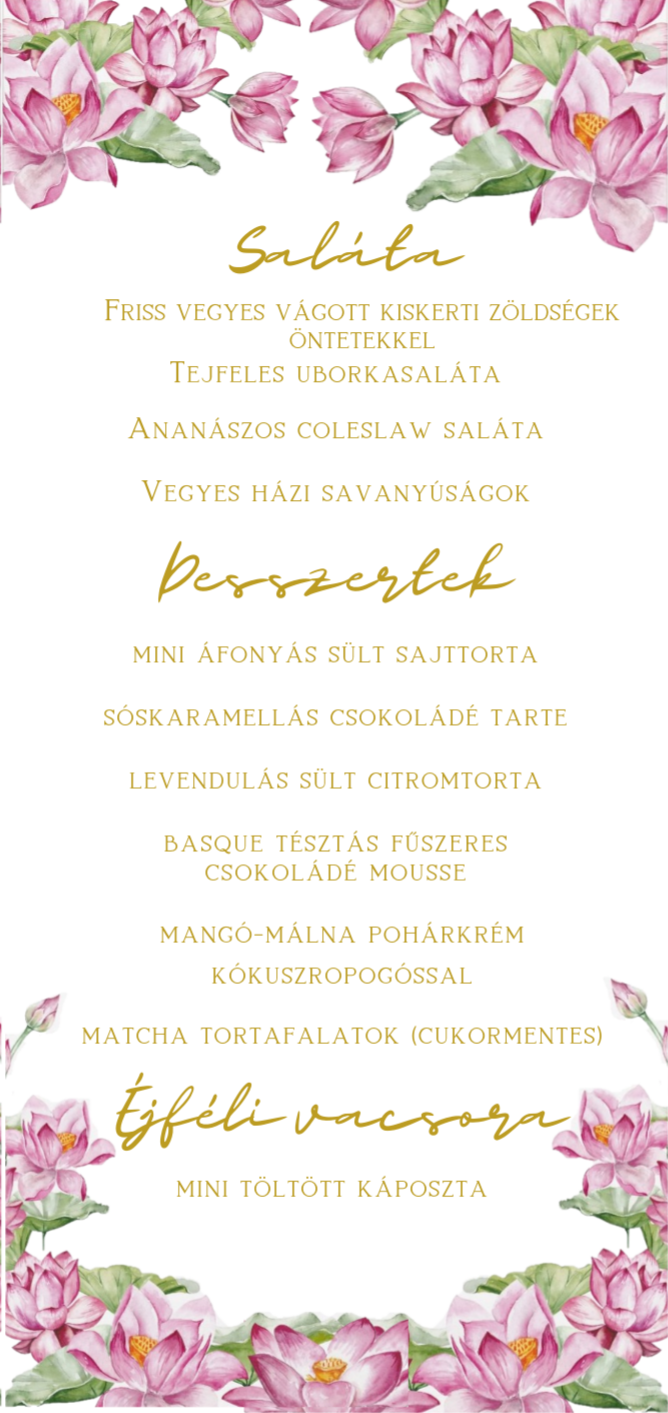 Saláta
Friss vegyes vágott kiskerti zöldségek
öntetekkel
Tejfeles uborkasaláta
Ananászos coleslaw saláta
Vegyes házi savanyúságok
Desszertek
mini áfonyás sült sajttorta
sóskaramellás csokoládé tarte
levendulás sült citromtorta
basque tésztás fűszeres
csokoládé mousse
mangó-málna pohárkrém
kókuszropogóssal
matcha tortafalatok (cukormentes)
Éjféli vacsora
mini töltött káposzta